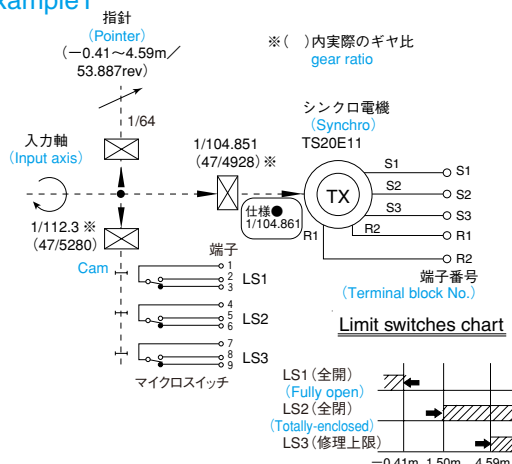 xample1
指針
(Pointer)
(−0.41～4.59m／
53.887rev)
※(　)内実際のギヤ比
gear ratio
1/64
シンクロ電機
(Synchro)
TS20E11
入力軸
(Input axis)
1/104.851
(47/4928)※
TX
S1
S2
S3
R2
R1
S1
S2
S3
R1
R2
仕様●
1/104.861
1/112.3 ※
(47/5280)
端子
端子番号
(Terminal block No.)
Cam
1
2
3
LS1
4
5
6
LS2
7
8
9
LS3
マイクロスイッチ
Limit switches chart
LS1(全開)
(Fully open)
LS2(全閉)
(Totally-enclosed)
LS3(修理上限)
−0.41m 1.50m 4.59m